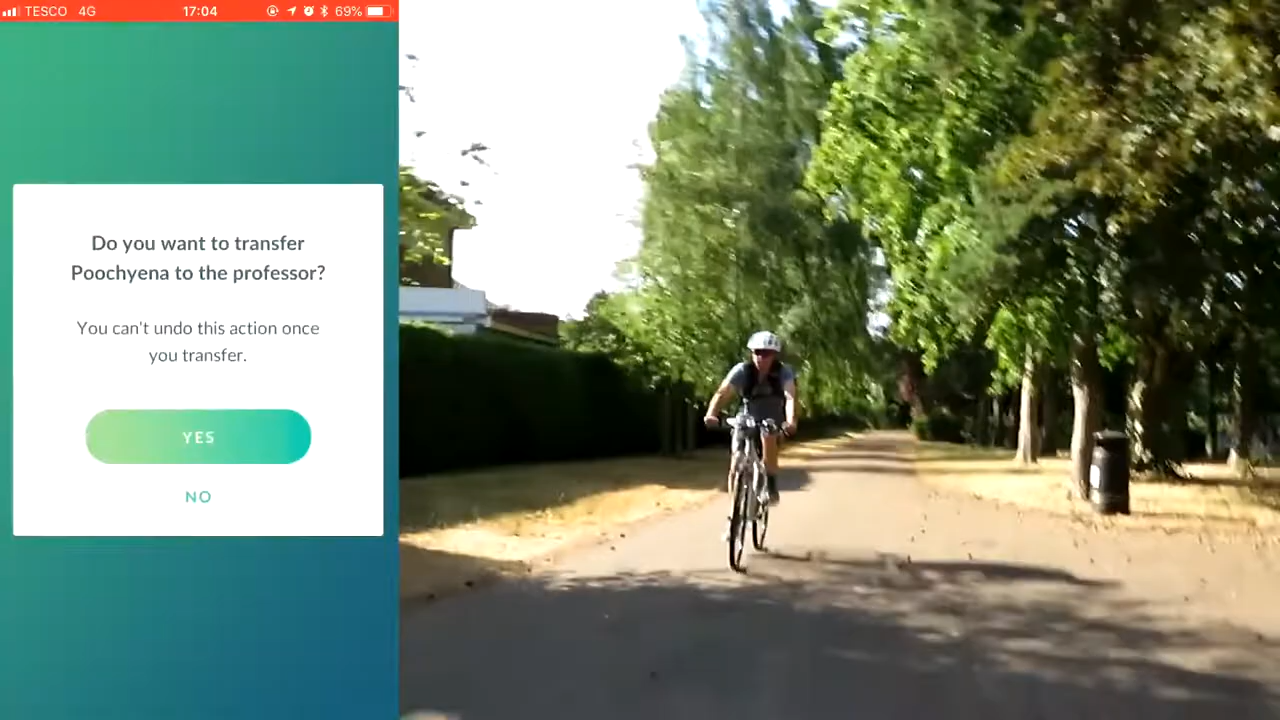 TESCO 4G 17:04 69%
Do you want to transfer
Poochyena to the professor?
You can't undo this action once
you transfer.
YES
NO